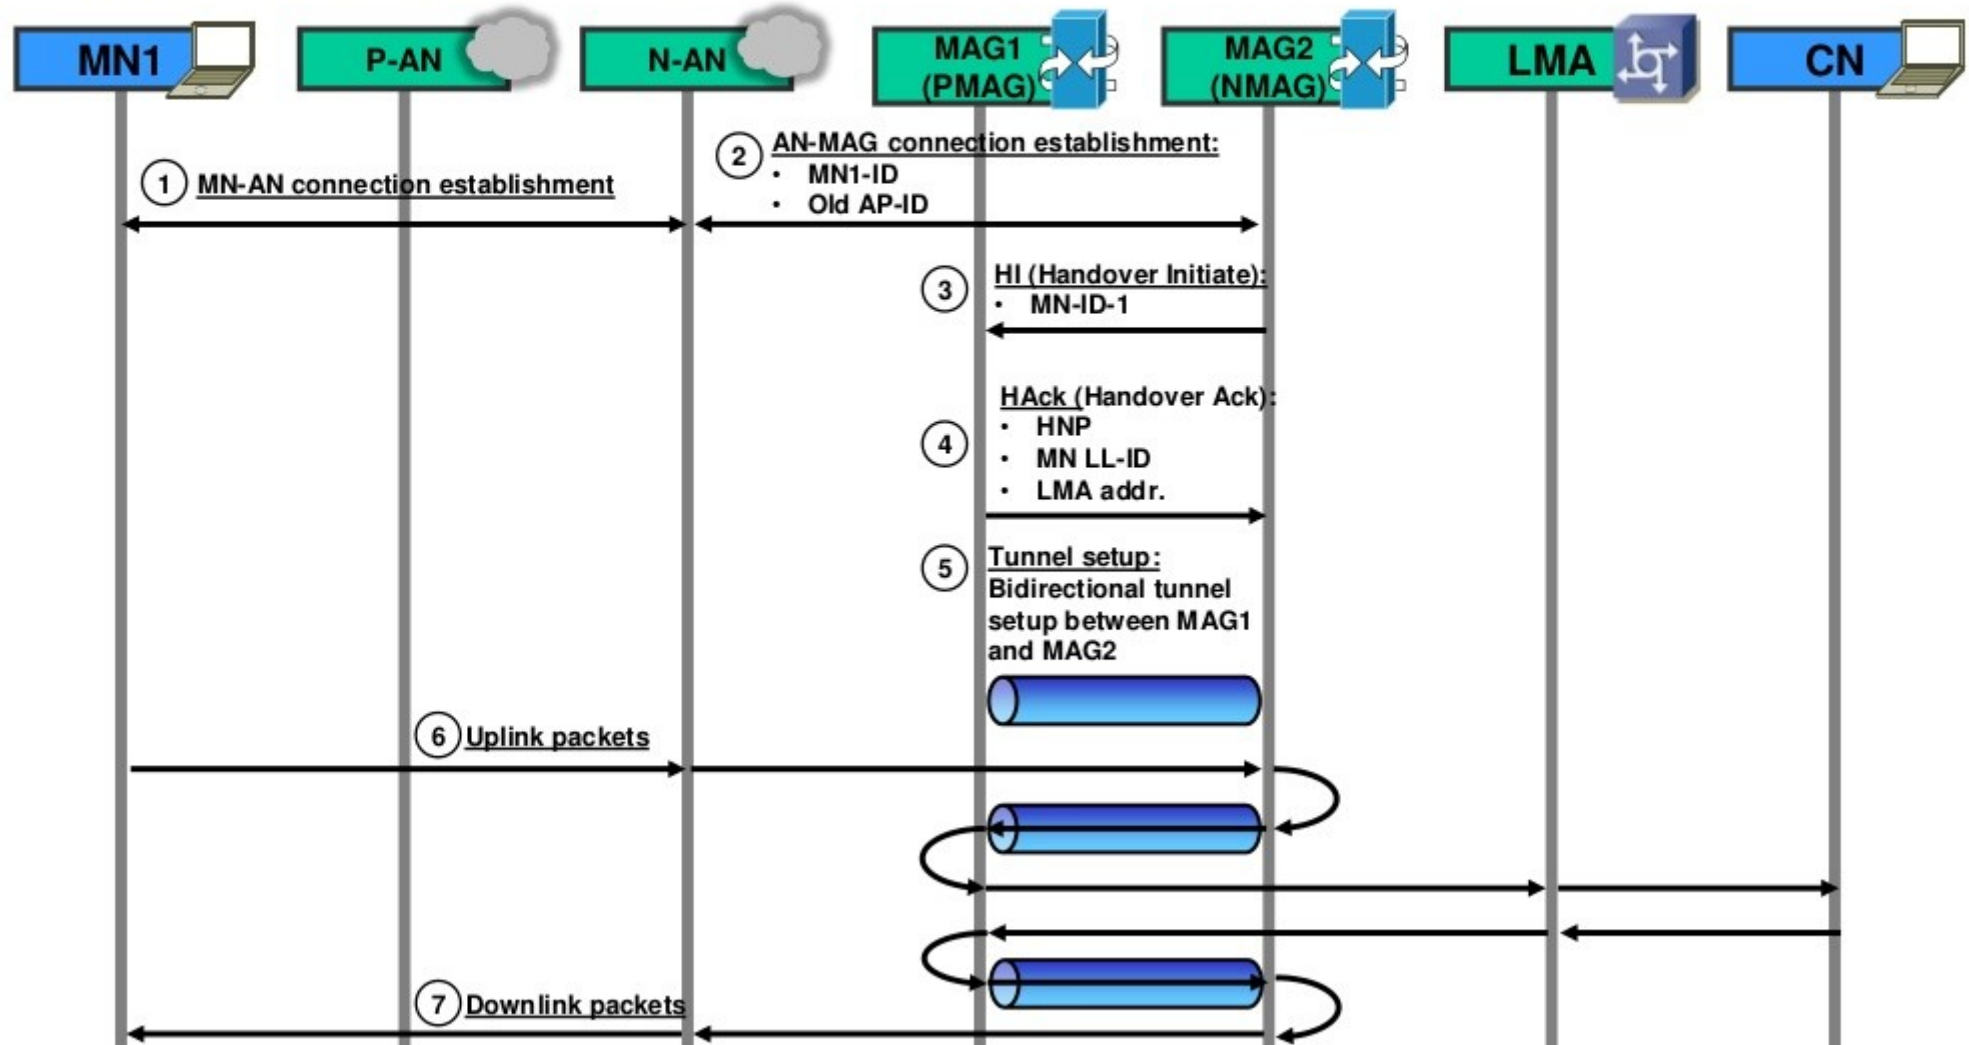 MN1
P-AN
N-AN
MAG1
(PMAG)
MAG2
(NMAG)
LMA
CN
1 MN-AN connection establishment
2 AN-MAG connection establishment:
• MN1-ID
• Old AP-ID
3 HI (Handover Initiate):
• MN-ID-1
4 HAck (Handover Ack):
• HNP
• MN LL-ID
• LMA addr.
5 Tunnel setup:
Bidirectional tunnel
setup between MAG1
and MAG2
6 Uplink packets
7 Downlink packets